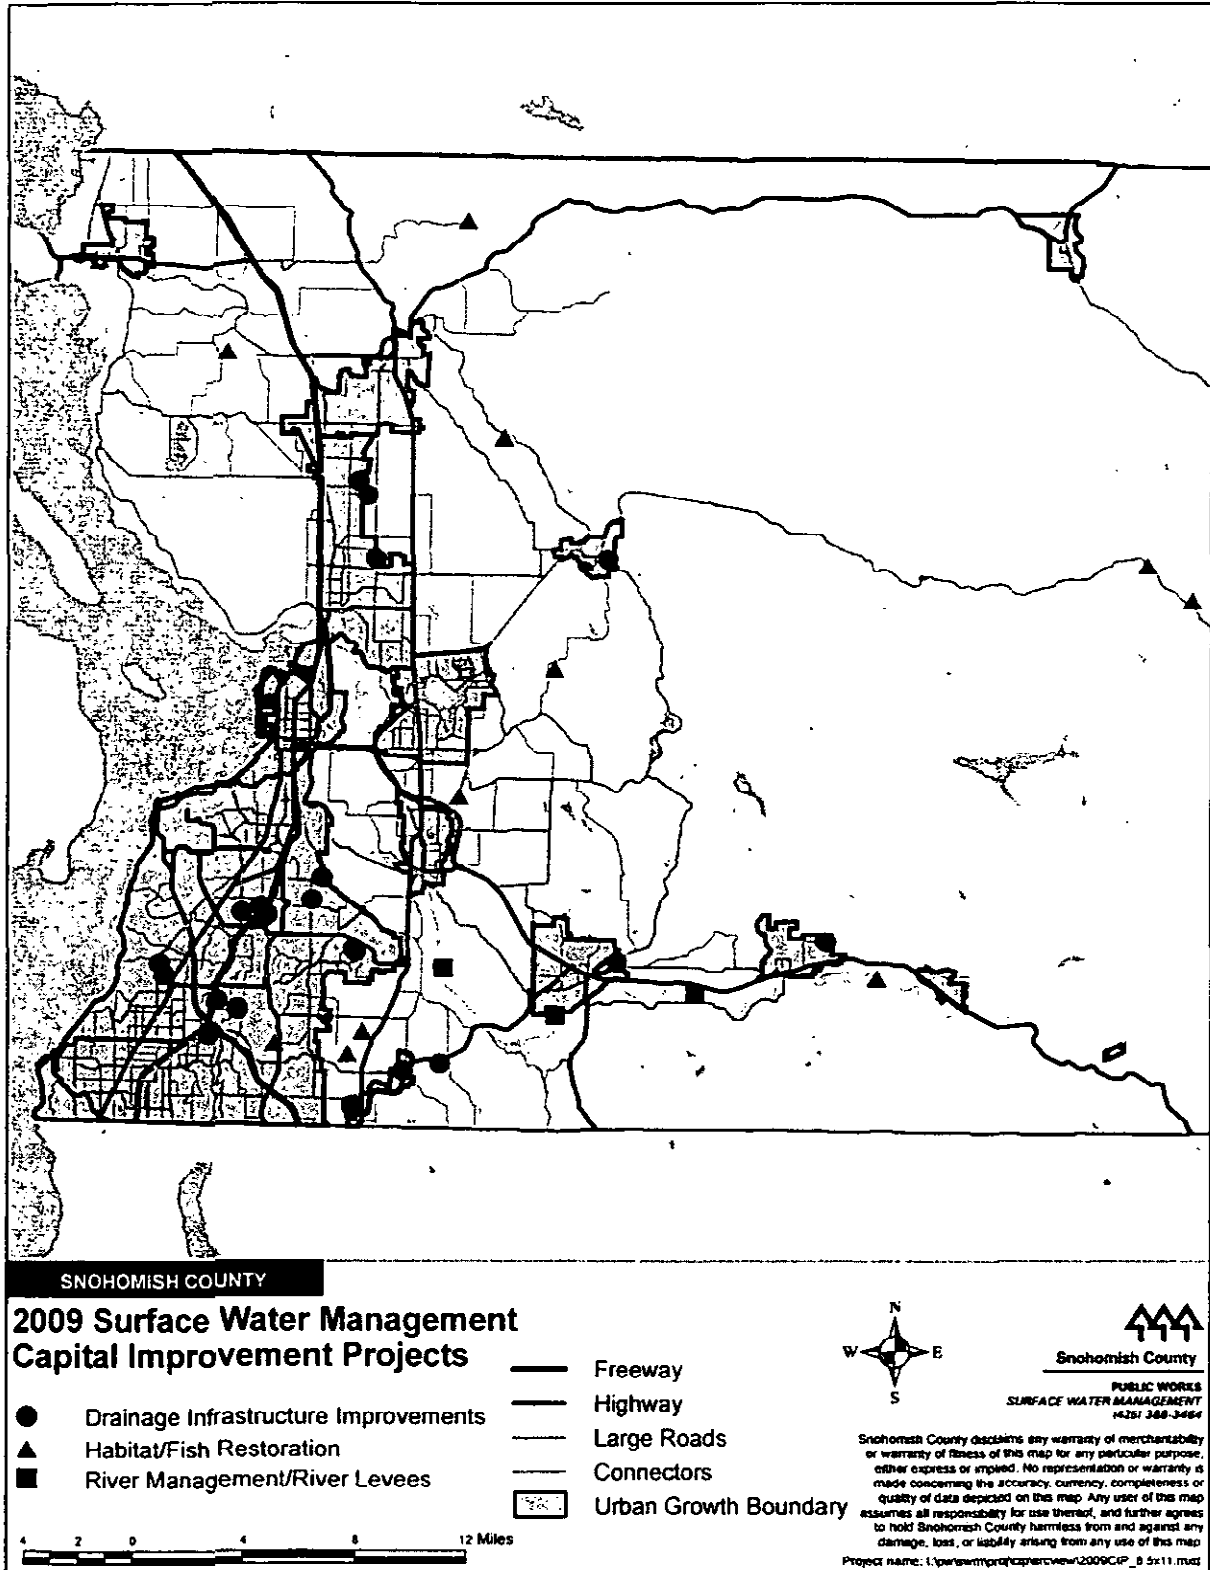 SNOHOMISH COUNTY
2009 Surface Water Management
Capital Improvement Projects
Drainage Infrastructure Improvements
Habitat/Fish Restoration
River Management/River Levees
4 2 0 4 8 12 Miles
Freeway
Highway
Large Roads
Connectors
Urban Growth Boundary
N
W E
S
Snohomish County
PUBLIC WORKS
SURFACE WATER MANAGEMENT
(425) 388-3464
Snohomish County disclaims any warranty of merchantability
or warranty of fitness of this map for any particular purpose,
either express or implied. No representation or warranty is
made concerning the accuracy, currency, completeness or
quality of data depicted on this map. Any user of this map
assumes all responsibility for use thereof, and further agrees
to hold Snohomish County harmless from and against any
damage, loss, or liability arising from any use of this map
Project name: